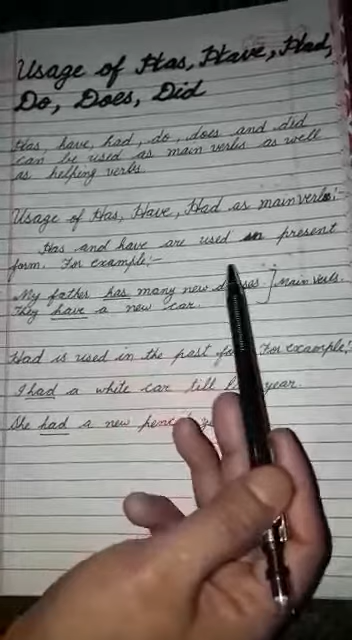 Usage of Has, Have, Had,
Do, Does, Did
Has, have, had, do, does and did
can be used as main verbs as well
as helping verbs.
Usage of Has, Have, Had as main verbs:-
Has and have are used in present
form. For example:-
My father has many new Main verb.
They have a new car.
Had is used in the past For example:
I had a white car till year.
She had a new